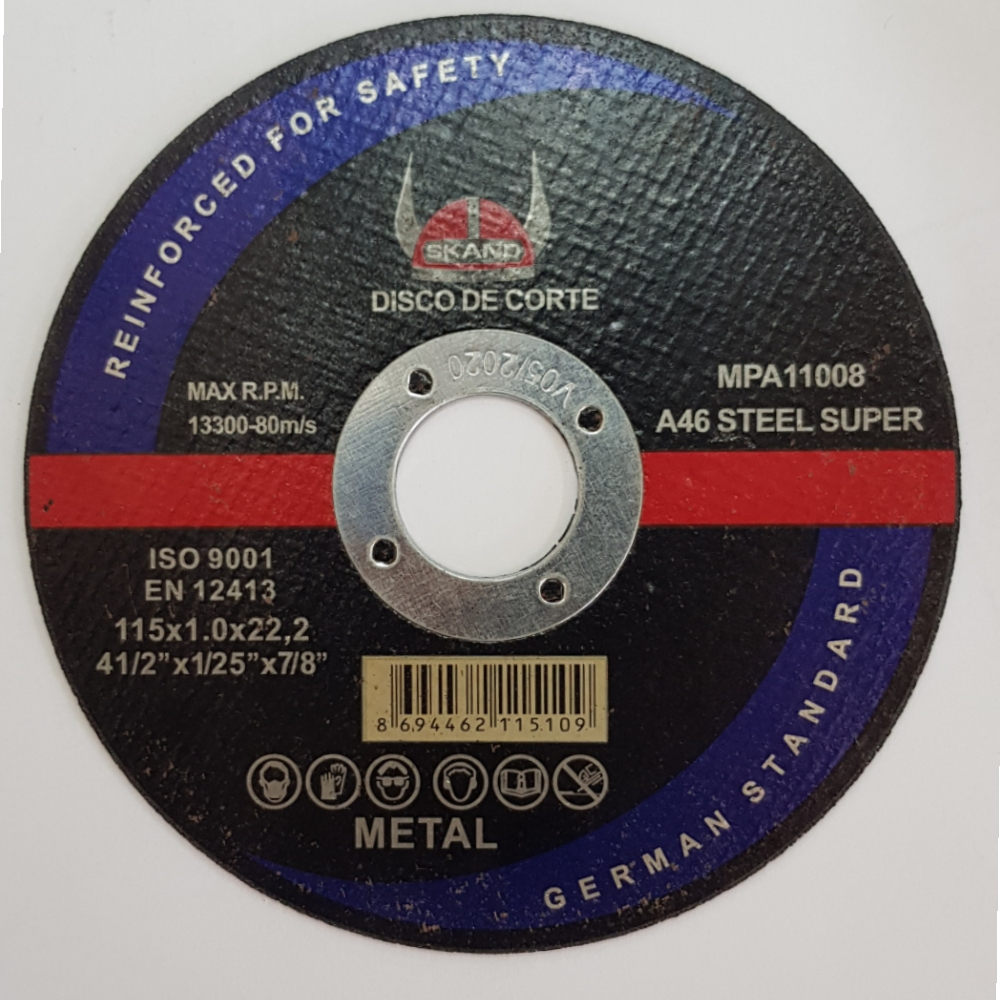 REINFORCED FOR SAFETY
SKAND
DISCO DE CORTE
V05/2020
MAX R.P.M.
13300-80m/s
MPA11008
A46 STEEL SUPER
ISO 9001
EN 12413
115x1.0x22,2
41/2”x1/25”x7/8”
8 694462 115109
METAL
GERMAN STANDARD